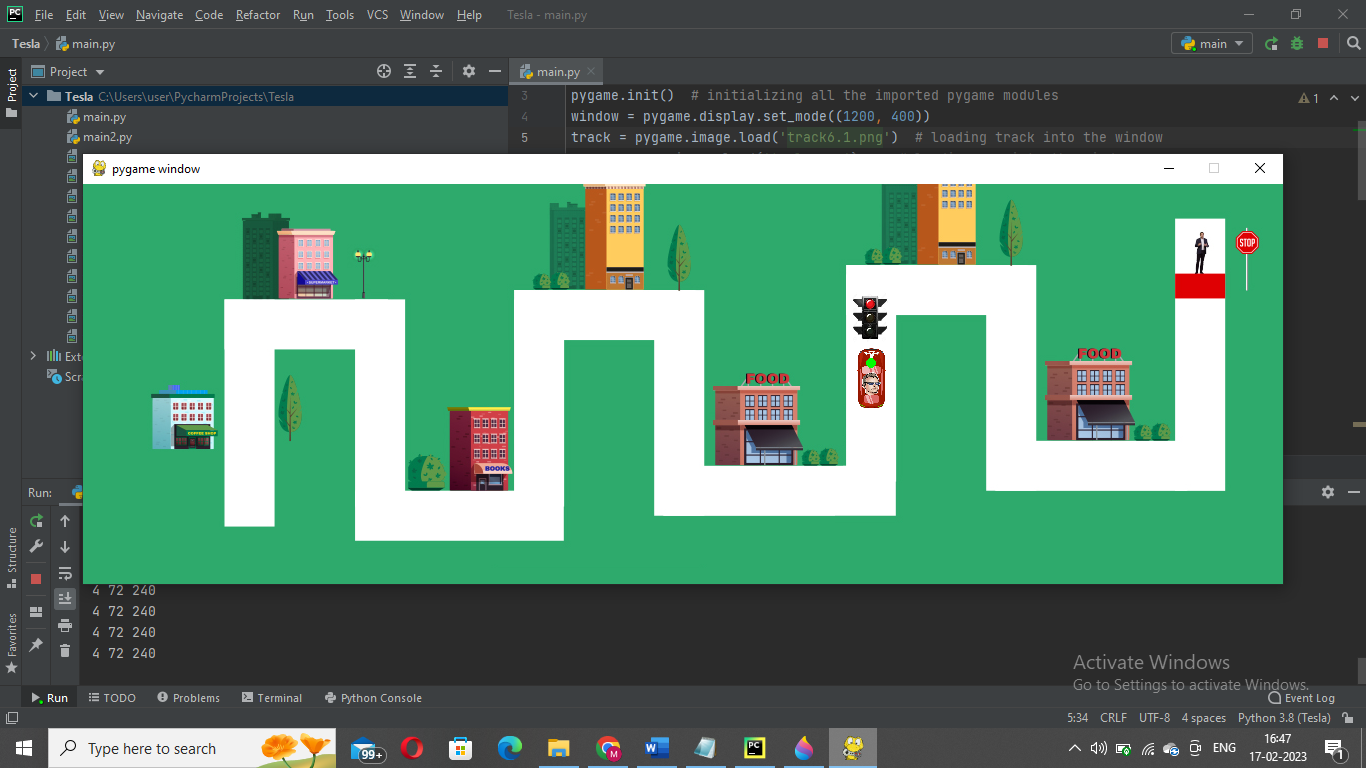 PC File Edit View Navigate Code Refactor Run Tools VCS Window Help Tesla - main.py
Tesla main.py main
Project Project main.py
Tesla C:\Users\user\PycharmProjects\Tesla
main.py
main2.py
3 pygame.init() # initializing all the imported pygame modules
4 window = pygame.display.set_mode((1200, 400))
5 track = pygame.image.load('track6.1.png') # loading track into the window
1
pygame window
SUPERMARKET
STOP
FOOD
FOOD
COFFEE SHOP
BOOKS
Exte
Scra
Run:
Structure
Favorites
4 72 240
4 72 240
4 72 240
4 72 240
Activate Windows
Go to Settings to activate Windows.
Run TODO Problems Terminal Python Console Event Log
5:34 CRLF UTF-8 4 spaces Python 3.8 (Tesla)
Type here to search 99+ M W PC ENG 16:47
17-02-2023 1